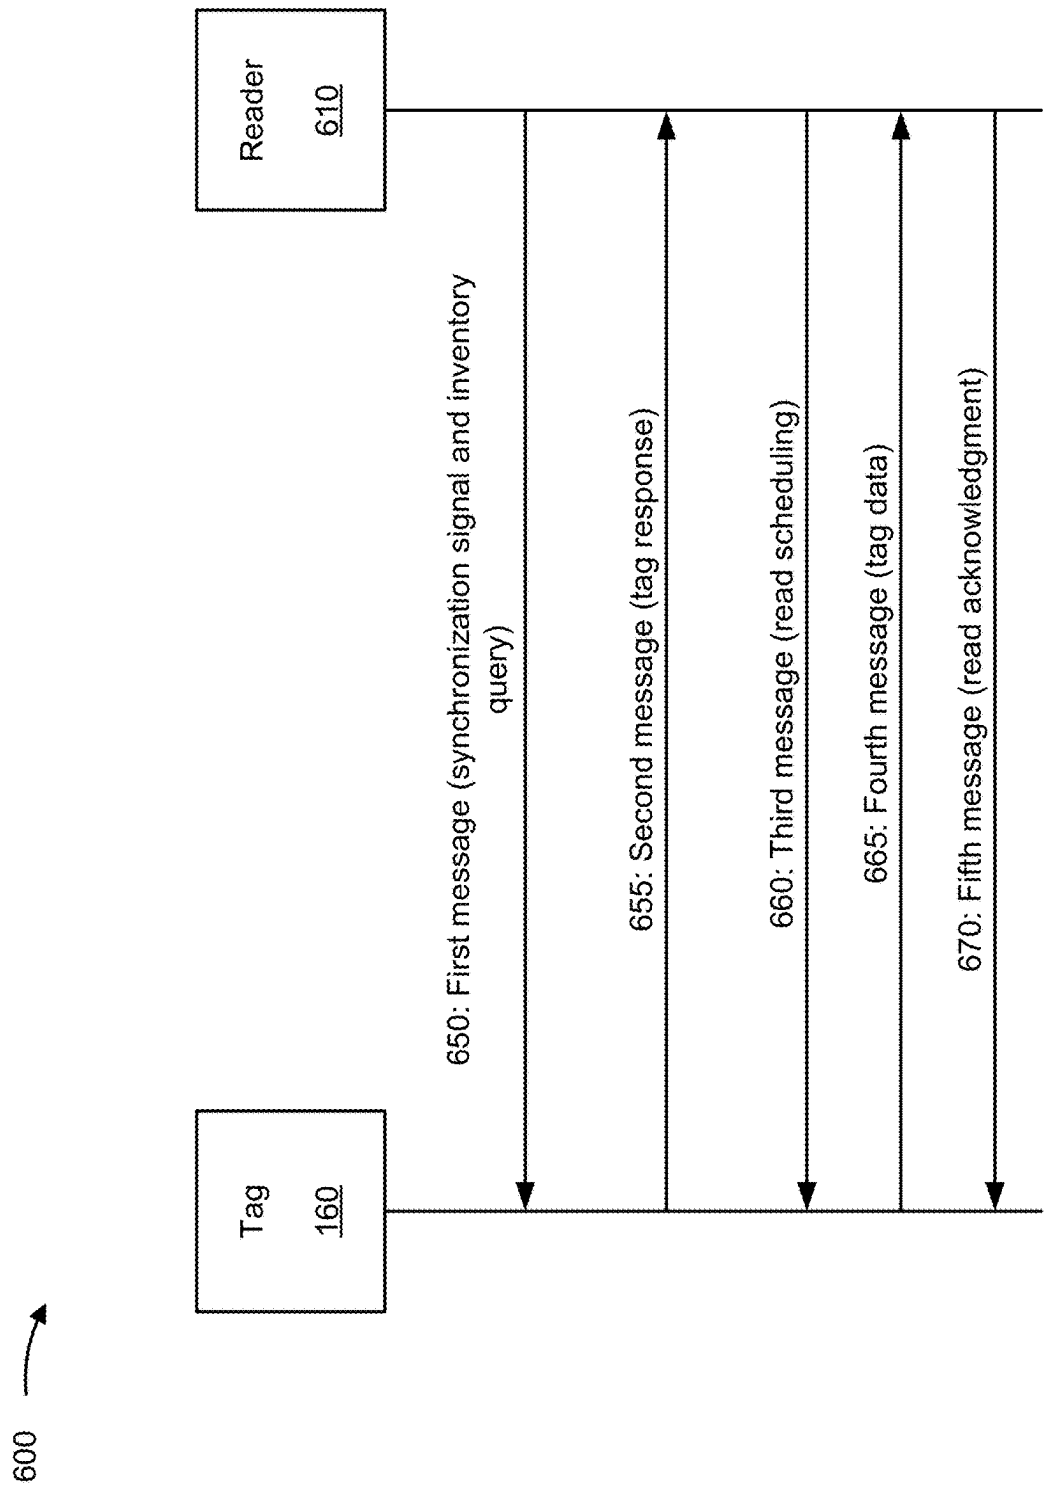 600
Tag
160
Reader
610
650: First message (synchronization signal and inventory
query)
655: Second message (tag response)
660: Third message (read scheduling)
665: Fourth message (tag data)
670: Fifth message (read acknowledgment)